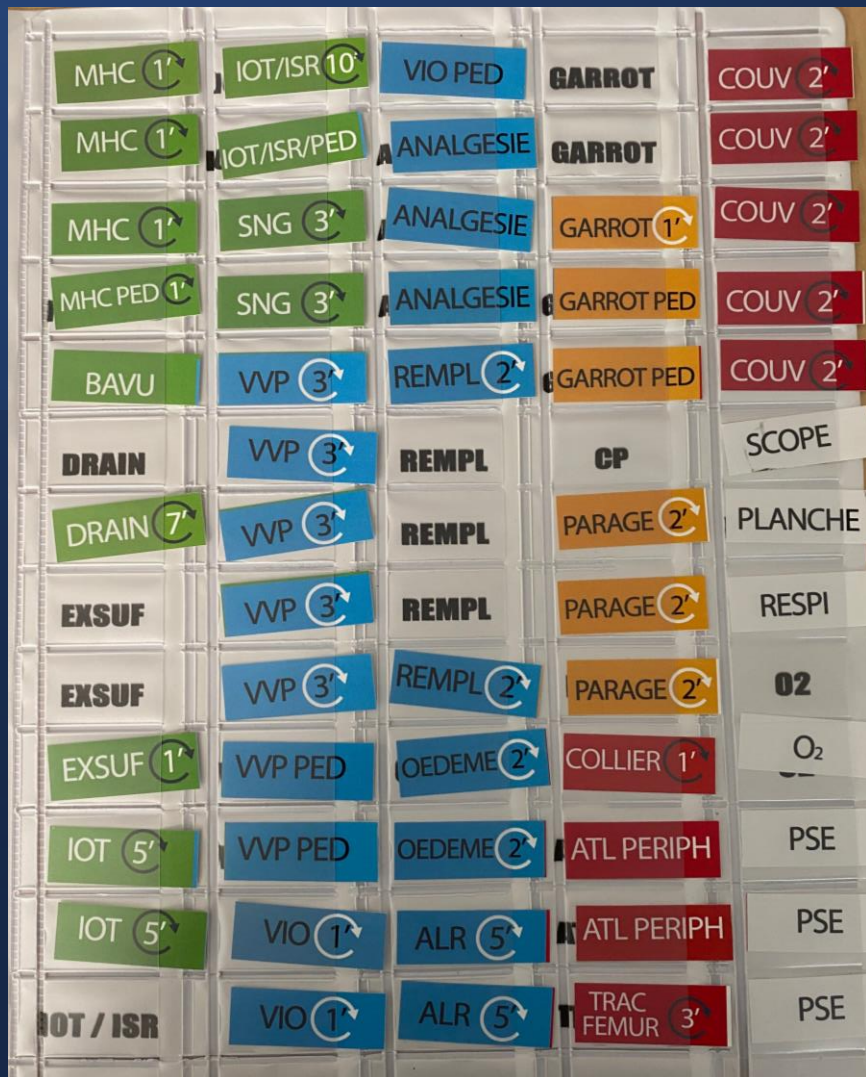 MHC 1' IOT/ISR 10' VIO PED GARROT COUV 2'
MHC 1' IOT/ISR/PED ANALGESIE GARROT COUV 2'
MHC 1' SNG 3' ANALGESIE GARROT 1' COUV 2'
MHC PED 1' SNG 3' ANALGESIE GARROT PED COUV 2'
BAVU VVP 3' REMPL 2' GARROT PED COUV 2'
DRAIN VVP 3' REMPL CP SCOPE
DRAIN 7' VVP 3' REMPL PARAGE 2' PLANCHE
EXSUF VVP 3' REMPL PARAGE 2' RESPI
EXSUF VVP 3' REMPL 2' PARAGE 2' O2
EXSUF 1' VVP PED OEDEME 2' COLLIER 1' O₂
IOT 5' VVP PED OEDEME 2' ATL PERIPH PSE
IOT 5' VIO 1' ALR 5' ATL PERIPH PSE
IOT / ISR VIO 1' ALR 5' TRAC FEMUR 3' PSE